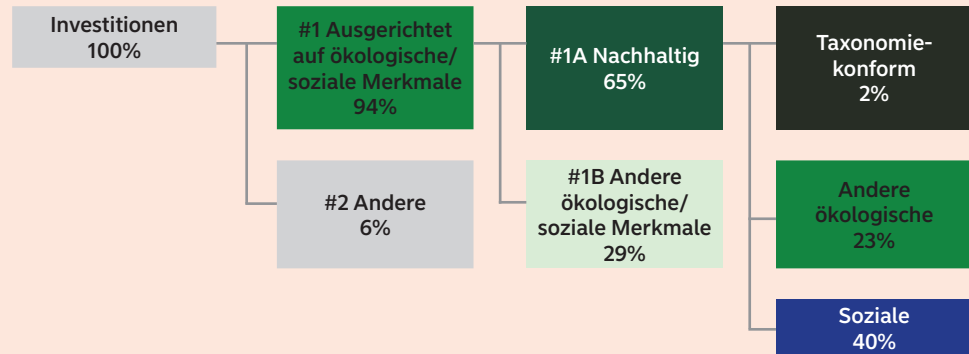 Investitionen
100%
#1 Ausgerichtet
auf ökologische/
soziale Merkmale
94%
#1A Nachhaltig
65%
Taxonomie-
konform
2%
#2 Andere
6%
#1B Andere
ökologische/
soziale Merkmale
29%
Andere
ökologische
23%
Soziale
40%